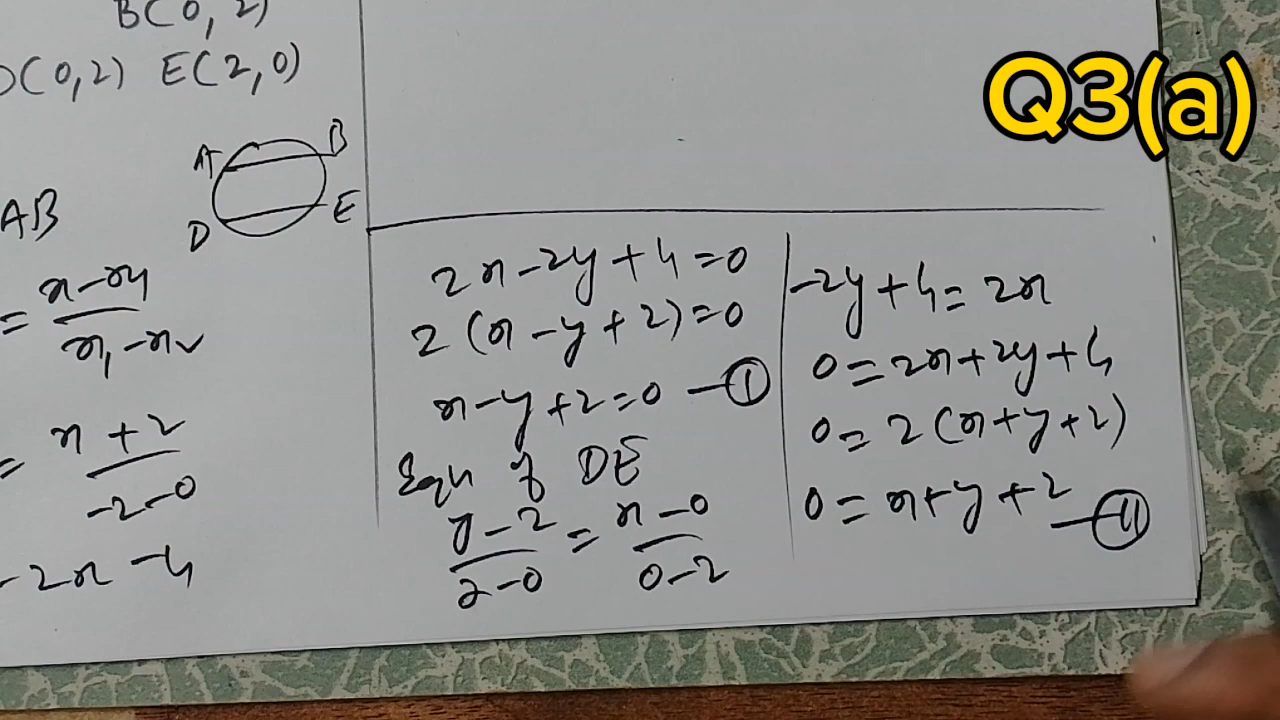 B(0,2)
D(0,2) E(2,0)
Q3(a)
A B
D E
AB
= x-x1/x1-x2
= x+2/-2-0
-2x-4
2x-2y+4=0
2(x-y+2)=0
x-y+2=0 —(I)
Eqn of DE
y-2/2-0 = x-0/0-2
-2y+4=2x
0=2x+2y+4
0=2(x+y+2)
0=x+y+2 —(II)